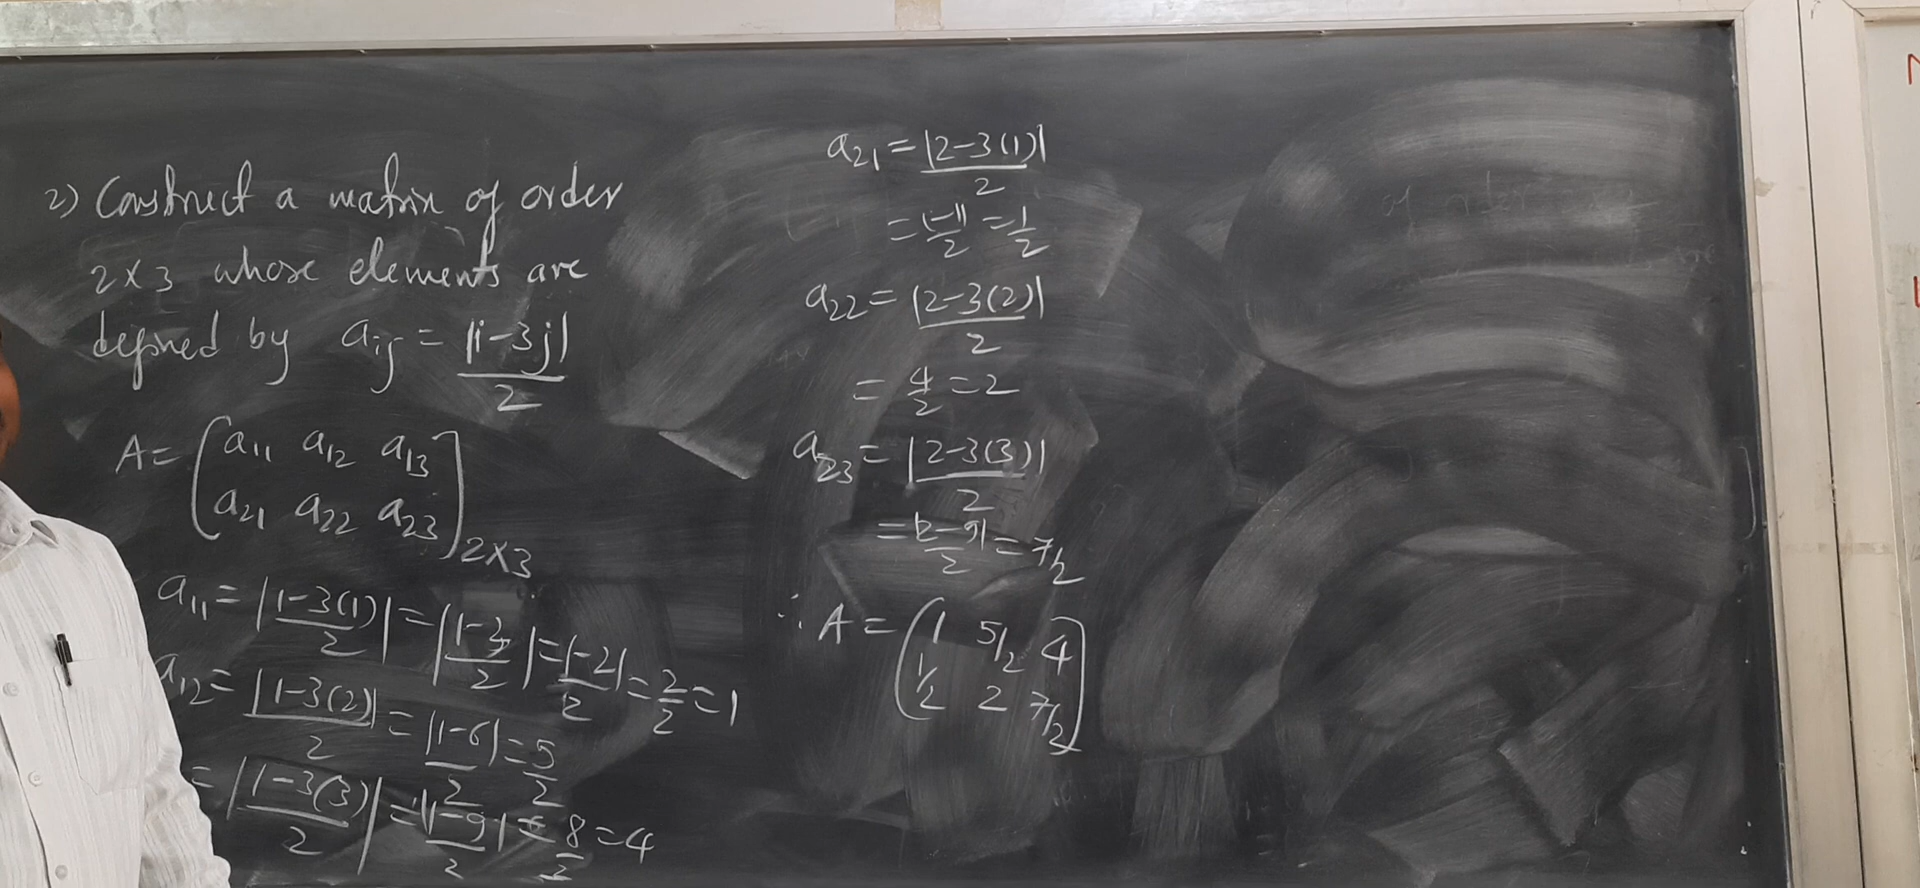 2) Construct a matrix of order
2×3 whose elements are
defined by aij = |i-3j|/2
A = (a11 a12 a13
a21 a22 a23)2×3
a11 = |1-3(1)/2| = |1-3/2| = |-2|/2 = 2/2 = 1
a12 = |1-3(2)|/2 = |1-6|/2 = 5/2
= |1-3(3)/2| = |1-9|/2 = 8/2 = 4
a21 = |2-3(1)|/2
= |-1|/2 = 1/2
a22 = |2-3(2)|/2
= 4/2 = 2
a23 = |2-3(3)|/2
= |2-9|/2 = 7/2
∴ A = (1 5/2 4
1/2 2 7/2)
of order